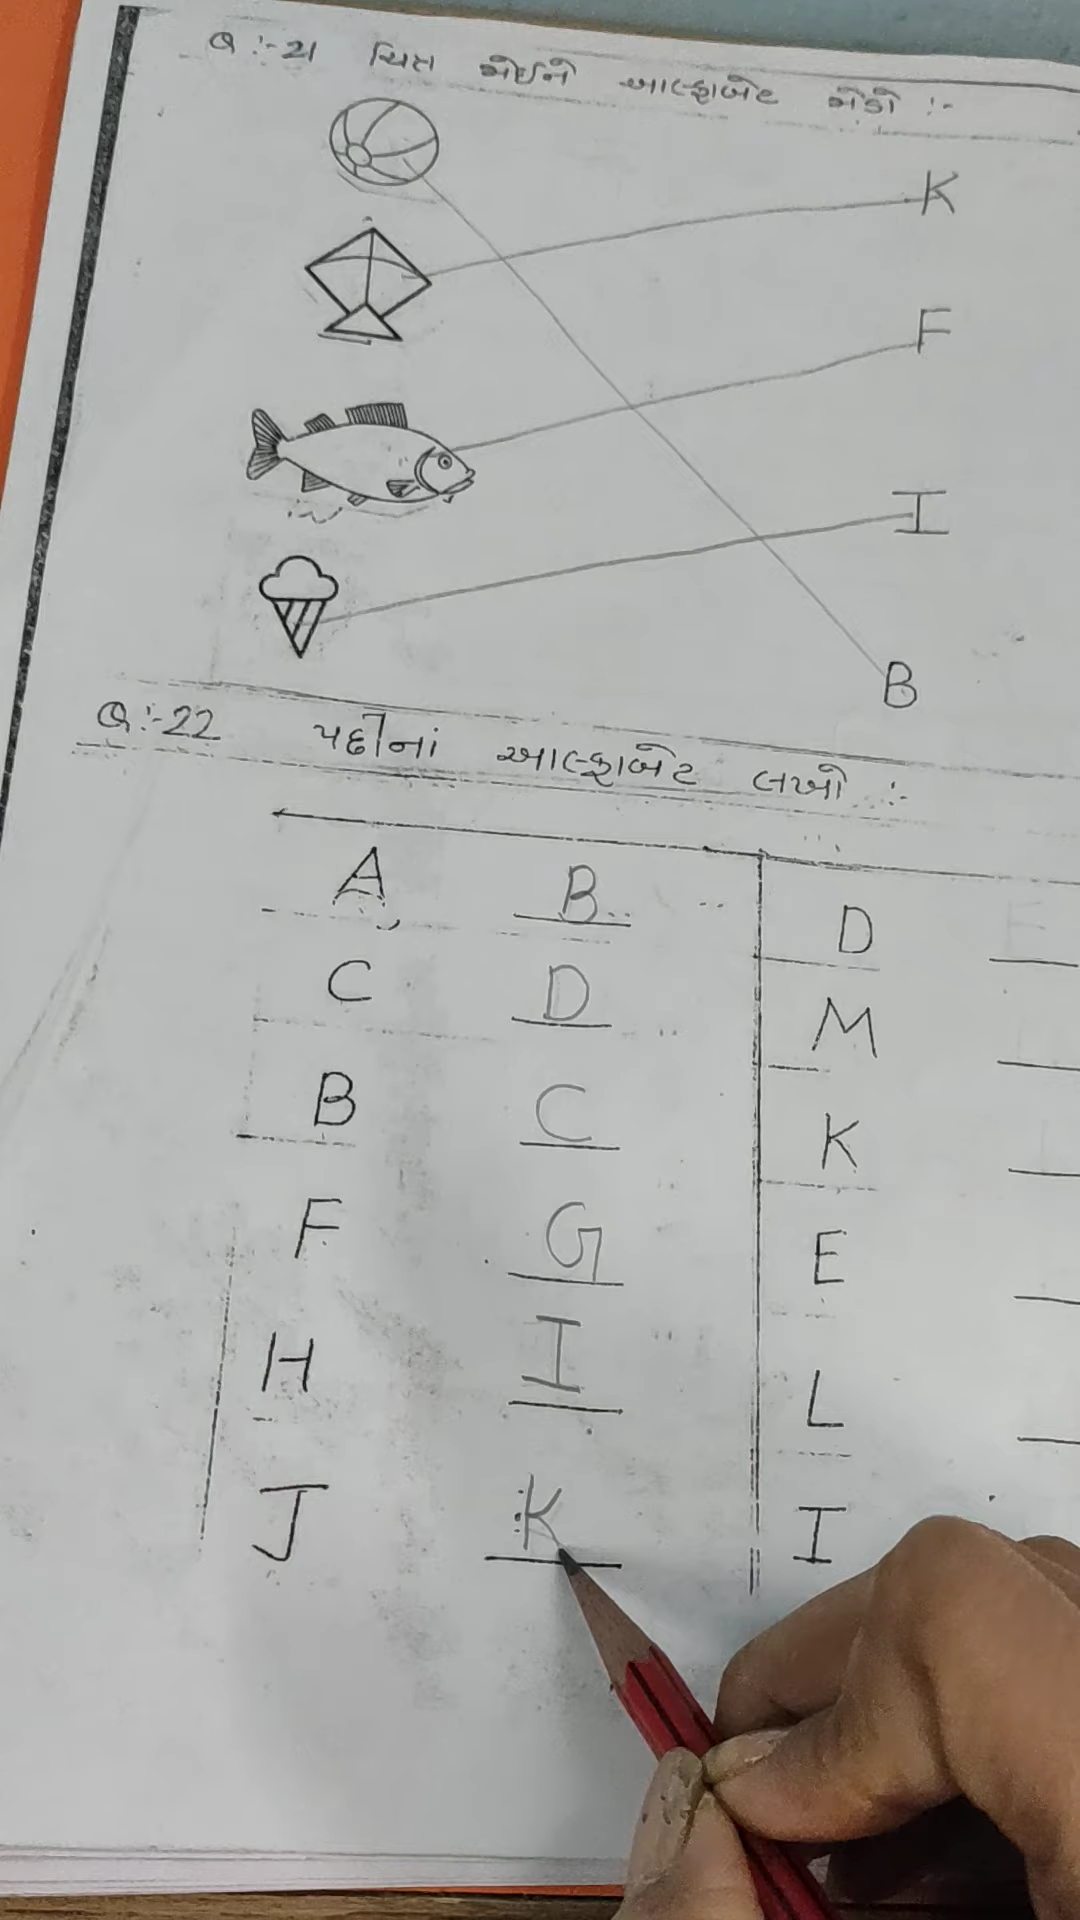 Q :- 21 ચિત્ર જોઈને આલ્ફાબેટ જોડો :-
K
F
I
B
Q :- 22 પછીનાં આલ્ફાબેટ લખો :-
A B D E
C D M
B C K
F G E
H I L
J K I